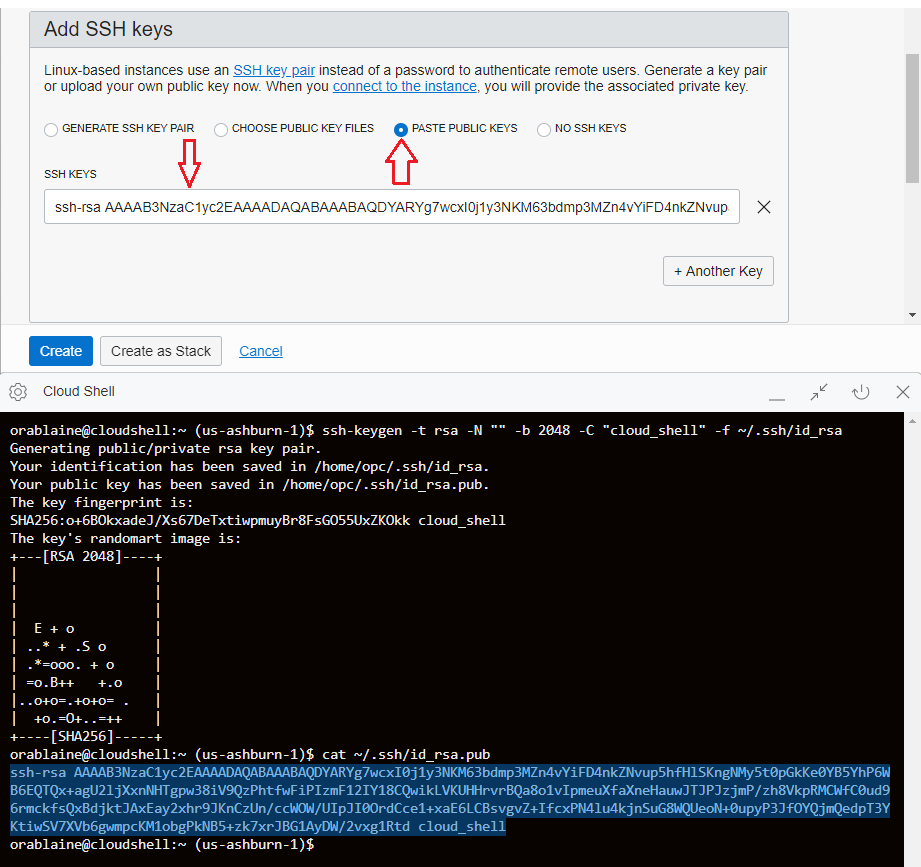 Add SSH keys
Linux-based instances use an SSH key pair instead of a password to authenticate remote users. Generate a key pair
or upload your own public key now. When you connect to the instance, you will provide the associated private key.
GENERATE SSH KEY PAIR CHOOSE PUBLIC KEY FILES PASTE PUBLIC KEYS NO SSH KEYS
SSH KEYS
ssh-rsa AAAAB3NzaC1yc2EAAAADAQABAAABAQDYARYg7wcxI0j1y3NKM63bdmp3MZn4vYiFD4nkZNvup
+ Another Key
Create Create as Stack Cancel
Cloud Shell
orablaine@cloudshell:~ (us-ashburn-1)$ ssh-keygen -t rsa -N "" -b 2048 -C "cloud_shell" -f ~/.ssh/id_rsa
Generating public/private rsa key pair.
Your identification has been saved in /home/opc/.ssh/id_rsa.
Your public key has been saved in /home/opc/.ssh/id_rsa.pub.
The key fingerprint is:
SHA256:o+6BOkxadeJ/Xs67DeTxtiwpmuyBr8FsGO55UxZKOkk cloud_shell
The key's randomart image is:
+---[RSA 2048]----+
|                 |
|                 |
|                 |
|  E + o          |
| ..* + .S o      |
| .*=ooo. + o     |
| =o.B++   +.o    |
|..o+o=.+o+o= .   |
|  +o.=O+..=++    |
+----[SHA256]-----+
orablaine@cloudshell:~ (us-ashburn-1)$ cat ~/.ssh/id_rsa.pub
ssh-rsa AAAAB3NzaC1yc2EAAAADAQABAAABAQDYARYg7wcxI0j1y3NKM63bdmp3MZn4vYiFD4nkZNvup5hfHlSKngNMy5t0pGkKe0YB5YhP6W
B6EQTQx+agU2ljXxnNHTgpw38iV9QzPhtfwFiPIzmF12IY18CQwikLVKUHHrvrBQa8o1vIpmeuXfaXneHauwJTJPJzjmP/zh8VkpRMCWfC0ud9
6rmckfsQxBdjktJAxEay2xhr9JKnCzUn/ccWOW/UIpJI0OrdCce1+xaE6LCBsvgvZ+IfcxPN4lu4kjnSuG8WQUeoN+0upyP3JfOYQjmQedpT3Y
KtiwSV7XVb6gwmpcKM1obgPkNB5+zk7xrJBG1AyDW/2vxg1Rtd cloud_shell
orablaine@cloudshell:~ (us-ashburn-1)$